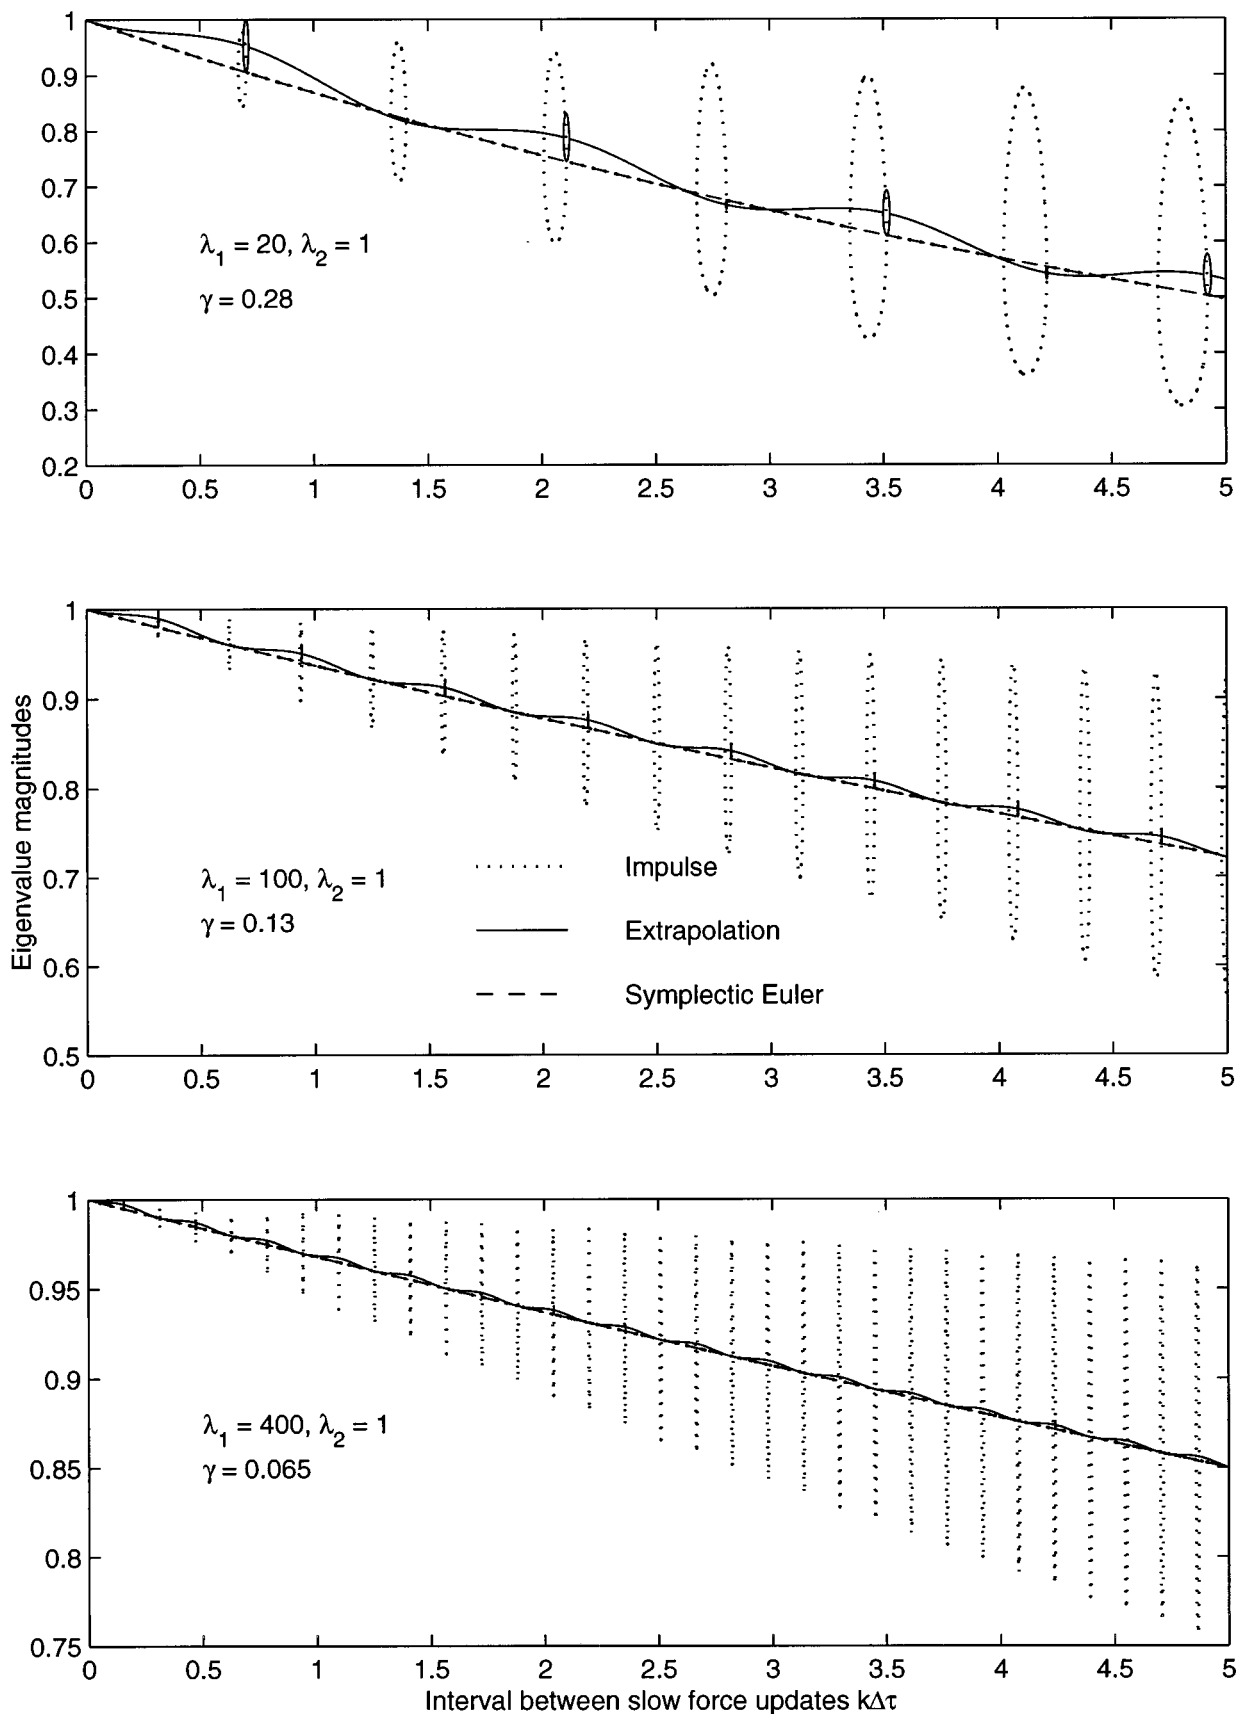 1
0.9
0.8
0.7
0.6
0.5
0.4
0.3
0.2
λ1 = 20, λ2 = 1
γ = 0.28
0 0.5 1 1.5 2 2.5 3 3.5 4 4.5 5
Eigenvalue magnitudes
1
0.9
0.8
0.7
0.6
0.5
λ1 = 100, λ2 = 1
γ = 0.13
Impulse
Extrapolation
Symplectic Euler
0 0.5 1 1.5 2 2.5 3 3.5 4 4.5 5
1
0.95
0.9
0.85
0.8
0.75
λ1 = 400, λ2 = 1
γ = 0.065
0 0.5 1 1.5 2 2.5 3 3.5 4 4.5 5
Interval between slow force updates kΔτ